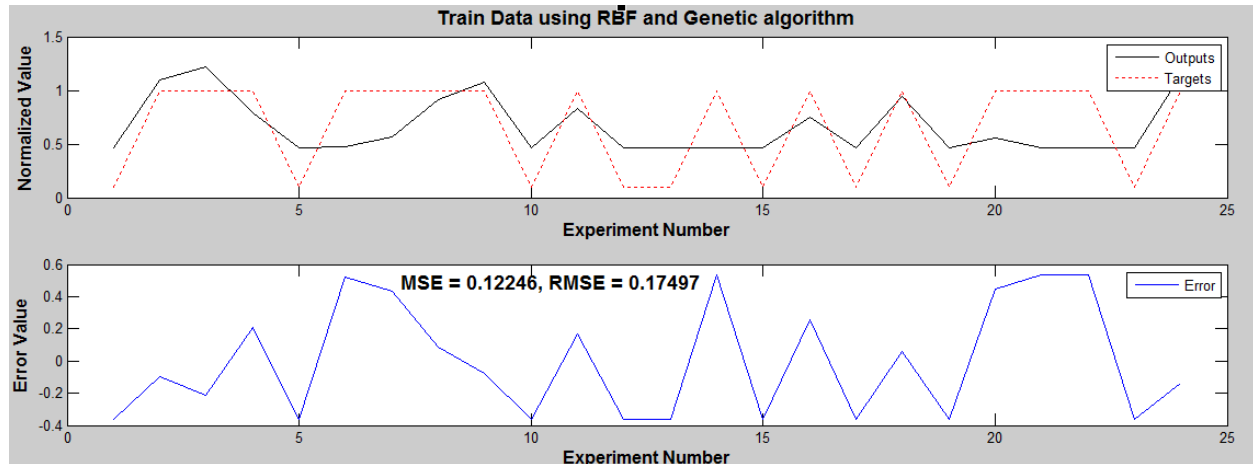 Train Data using RBF and Genetic algorithm
Normalized Value
1.5
1
0.5
0
Outputs
Targets
0 5 10 15 20 25
Experiment Number
Error Value
0.6
0.4
0.2
0
-0.2
-0.4
MSE = 0.12246, RMSE = 0.17497
Error
0 5 10 15 20 25
Experiment Number